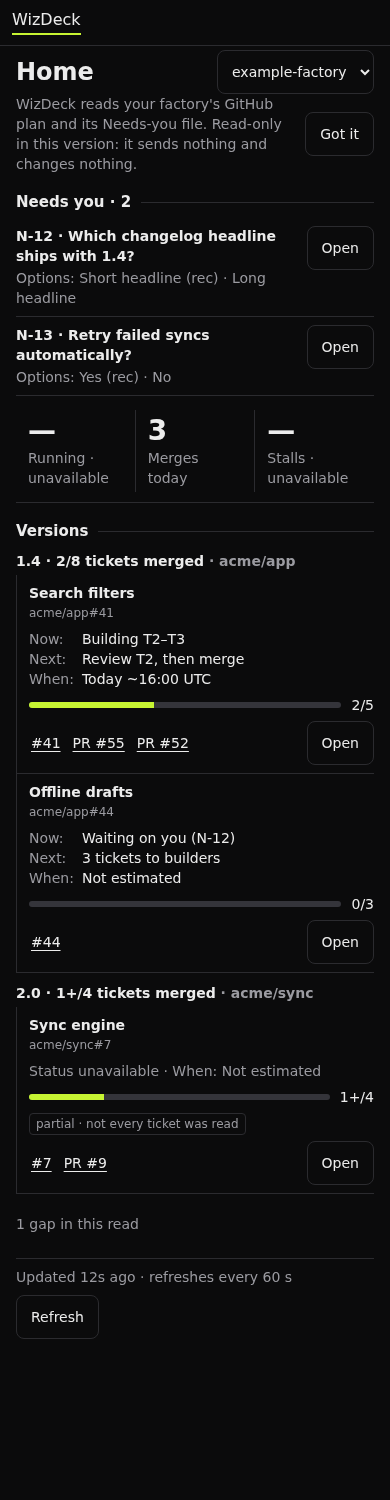 WizDeck
Home
example-factory
WizDeck reads your factory's GitHub
plan and its Needs-you file. Read-only
in this version: it sends nothing and
changes nothing.
Got it
Needs you · 2
N-12 · Which changelog headline
ships with 1.4?
Options: Short headline (rec) · Long
headline
Open
N-13 · Retry failed syncs
automatically?
Options: Yes (rec) · No
Open
—
Running ·
unavailable
3
Merges
today
—
Stalls ·
unavailable
Versions
1.4 · 2/8 tickets merged · acme/app
Search filters
acme/app#41
Now: Building T2–T3
Next: Review T2, then merge
When: Today ~16:00 UTC
2/5
#41 PR #55 PR #52
Open
Offline drafts
acme/app#44
Now: Waiting on you (N-12)
Next: 3 tickets to builders
When: Not estimated
0/3
#44
Open
2.0 · 1+/4 tickets merged · acme/sync
Sync engine
acme/sync#7
Status unavailable · When: Not estimated
1+/4
partial · not every ticket was read
#7 PR #9
Open
1 gap in this read
Updated 12s ago · refreshes every 60 s
Refresh